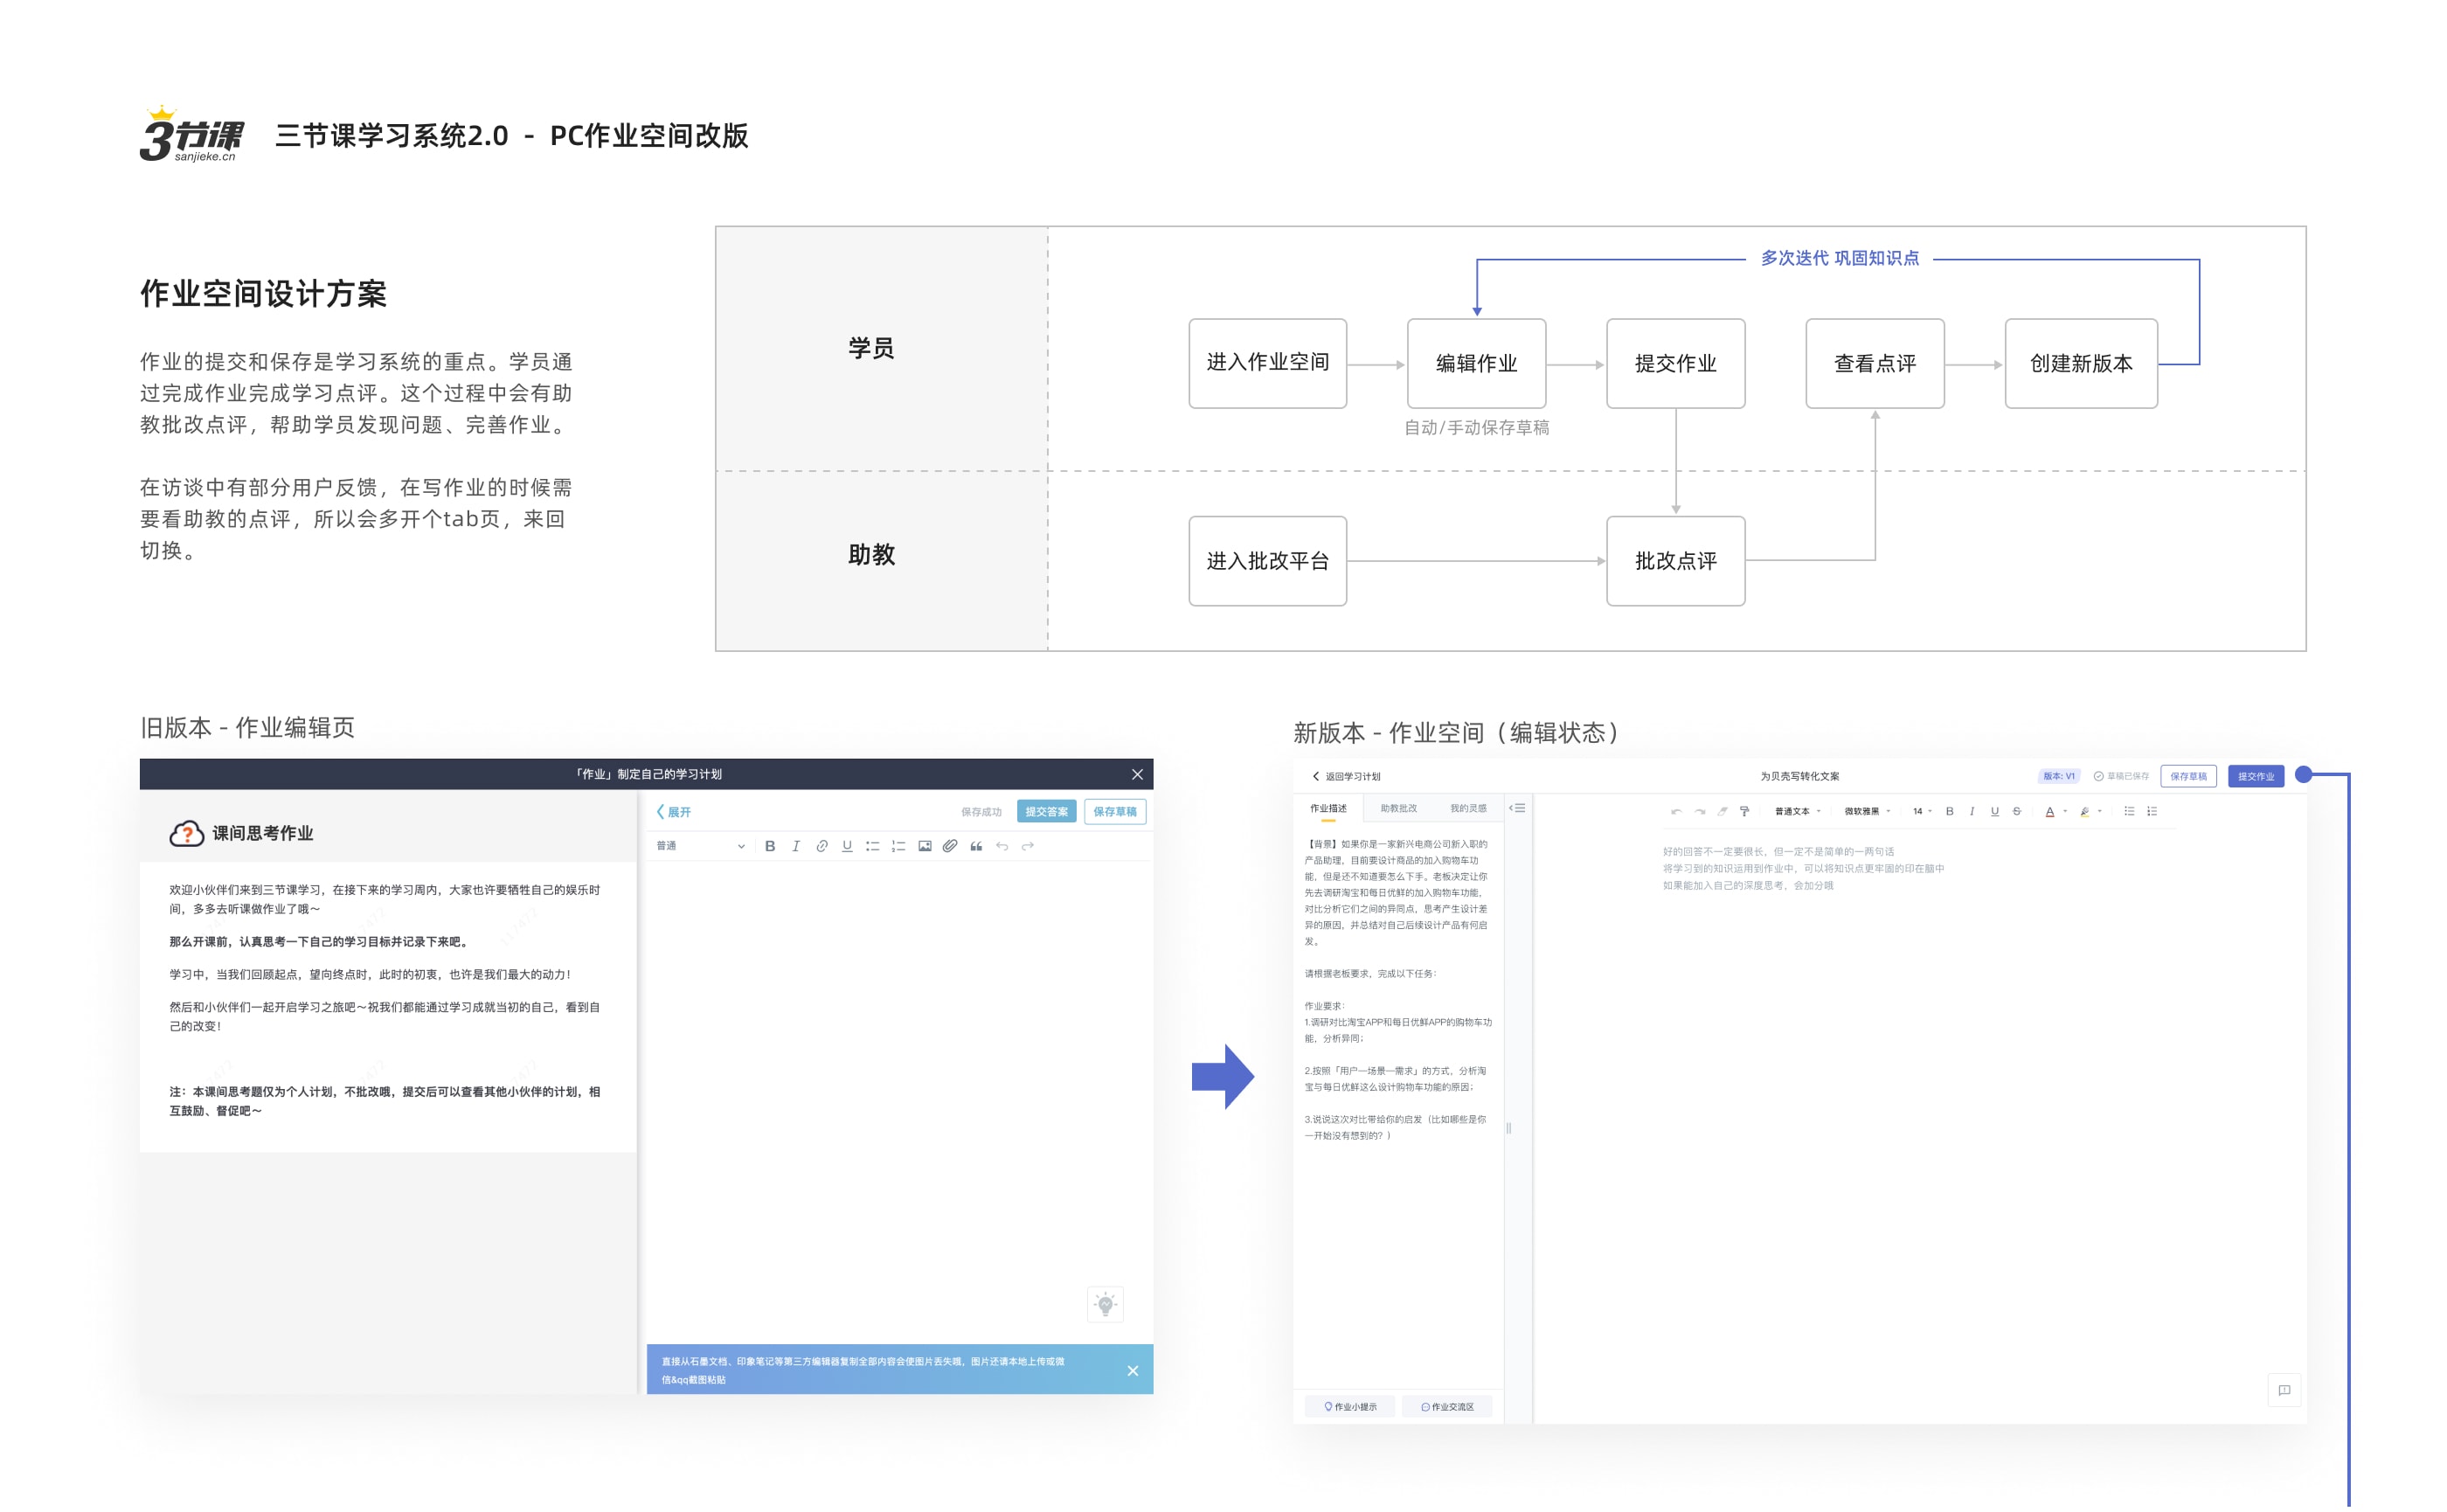 3节课
sanjieke.cn
三节课学习系统2.0 - PC作业空间改版
作业空间设计方案
作业的提交和保存是学习系统的重点。学员通
过完成作业完成学习点评。这个过程中会有助
教批改点评，帮助学员发现问题、完善作业。
在访谈中有部分用户反馈，在写作业的时候需
要看助教的点评，所以会多开个tab页，来回
切换。
多次迭代 巩固知识点
学员
进入作业空间
编辑作业
提交作业
查看点评
创建新版本
自动/手动保存草稿
助教
进入批改平台
批改点评
旧版本 - 作业编辑页
「作业」制定自己的学习计划
课间思考作业
欢迎小伙伴们来到三节课学习，在接下来的学习周内，大家也许要牺牲自己的娱乐时
间，多多去听课做作业了哦～
那么开课前，认真思考一下自己的学习目标并记录下来吧。
学习中，当我们回顾起点，望向终点时，此时的初衷，也许是我们最大的动力！
然后和小伙伴们一起开启学习之旅吧～祝我们都能通过学习成就当初的自己，看到自
己的改变！
注：本课间思考题仅为个人计划，不批改哦，提交后可以查看其他小伙伴的计划，相
互鼓励、督促吧～
展开
保存成功
提交答案
保存草稿
普通
直接从石墨文档、印象笔记等第三方编辑器复制全部内容会使图片丢失哦，图片还请本地上传或微
信&qq截图粘贴
新版本 - 作业空间（编辑状态）
返回学习计划
为贝壳写转化文案
版本: V1
草稿已保存
保存草稿
提交作业
作业描述
助教批改
我的灵感
普通文本
微软雅黑
14
【背景】如果你是一家新兴电商公司新入职的
产品助理，目前要设计商品的加入购物车功
能，但是还不知道要怎么下手。老板决定让你
先去调研淘宝和每日优鲜的加入购物车功能，
对比分析它们之间的异同点，思考产生设计差
异的原因，并总结对自己后续设计产品有何启
发。
请根据老板要求，完成以下任务：
作业要求：
1.调研对比淘宝APP和每日优鲜APP的购物车功
能，分析异同；
2.按照「用户—场景—需求」的方式，分析淘
宝与每日优鲜这么设计购物车功能的原因；
3.说说这次对比带给你的启发（比如哪些是你
一开始没有想到的？）
好的回答不一定要很长，但一定不是简单的一两句话
将学习到的知识运用到作业中，可以将知识点更牢固的印在脑中
如果能加入自己的深度思考，会加分哦
作业小提示
作业交流区